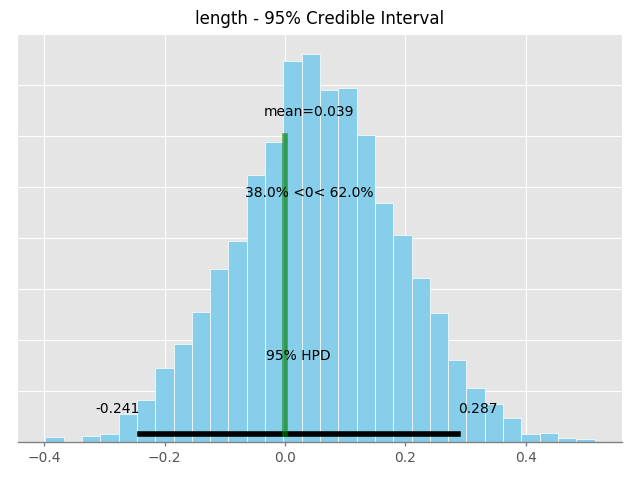 length - 95% Credible Interval
mean=0.039
38.0% <0< 62.0%
95% HPD
-0.241 0.287
−0.4 −0.2 0.0 0.2 0.4